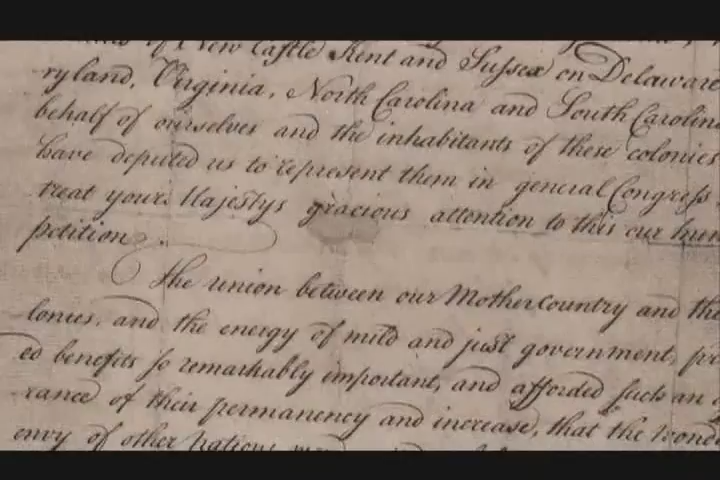 of New Castle Kent and Sussex on Delaware
ryland, Virginia, North Carolina and South Carolin
behalf of ourselves and the inhabitants of these colonies
have deputed us to represent them in general Congress
treat your Majestys gracious attention to this our hum
petition.
The union between our Mother Country and the
lonies, and the energy of mild and just government, pr
ed benefits so remarkably important, and afforded such an
rance of their permanency and increase, that the wond
envy of other Nations